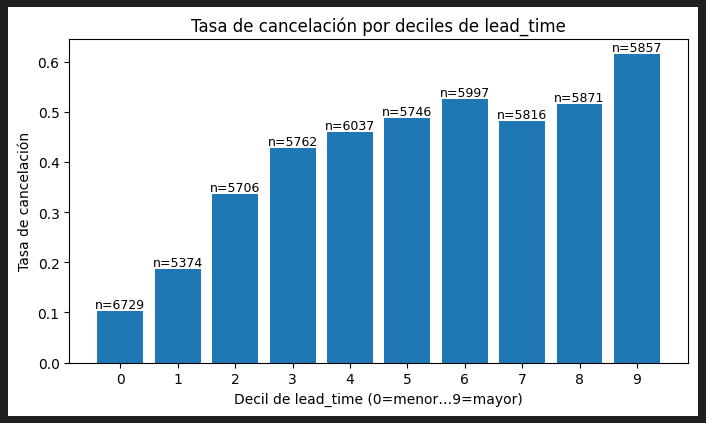 Tasa de cancelación por deciles de lead_time
Tasa de cancelación
0.6
0.5
0.4
0.3
0.2
0.1
0.0
n=6729
n=5374
n=5706
n=5762
n=6037
n=5746
n=5997
n=5816
n=5871
n=5857
0 1 2 3 4 5 6 7 8 9
Decil de lead_time (0=menor...9=mayor)